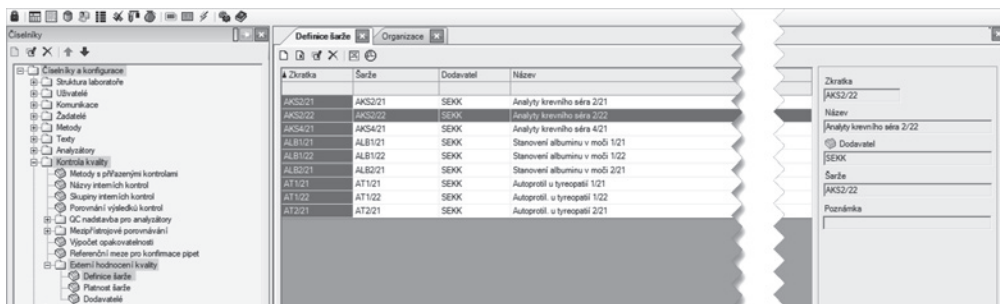 Číselníky
Číselníky a konfigurace
Struktura laboratoře
Uživatelé
Komunikace
Žadatelé
Metody
Texty
Analyzátory
Kontrola kvality
Metody s přiřazenými kontrolami
Názvy interních kontrol
Skupiny interních kontrol
Porovnání výsledků kontrol
QC nadstavba pro analyzátory
Mezipřístrojové porovnávání
Výpočet opakovatelnosti
Referenční meze pro konfirmace pipet
Externí hodnocení kvality
Definice šarže
Platnost šarže
Dodavatelé
Definice šarže Organizace
Zkratka Šarže Dodavatel Název
AKS2/21 AKS2/21 SEKK Analyty krevního séra 2/21
AKS2/22 AKS2/22 SEKK Analyty krevního séra 2/22
AKS4/21 AKS4/21 SEKK Analyty krevního séra 4/21
ALB1/21 ALB1/21 SEKK Stanovení albuminu v moči 1/21
ALB1/22 ALB1/22 SEKK Stanovení albuminu v moči 1/22
ALB2/21 ALB2/21 SEKK Stanovení albuminu v moči 2/21
AT1/21 AT1/21 SEKK Autoprotil. u tyreopatií 1/21
AT1/22 AT1/22 SEKK Autoprotil. u tyreopatií 1/22
AT2/21 AT2/21 SEKK Autoprotil. u tyreopatií 2/21
Zkratka
AKS2/22
Název
Analyty krevního séra 2/22
Dodavatel
SEKK
Šarže
AKS2/22
Poznámka